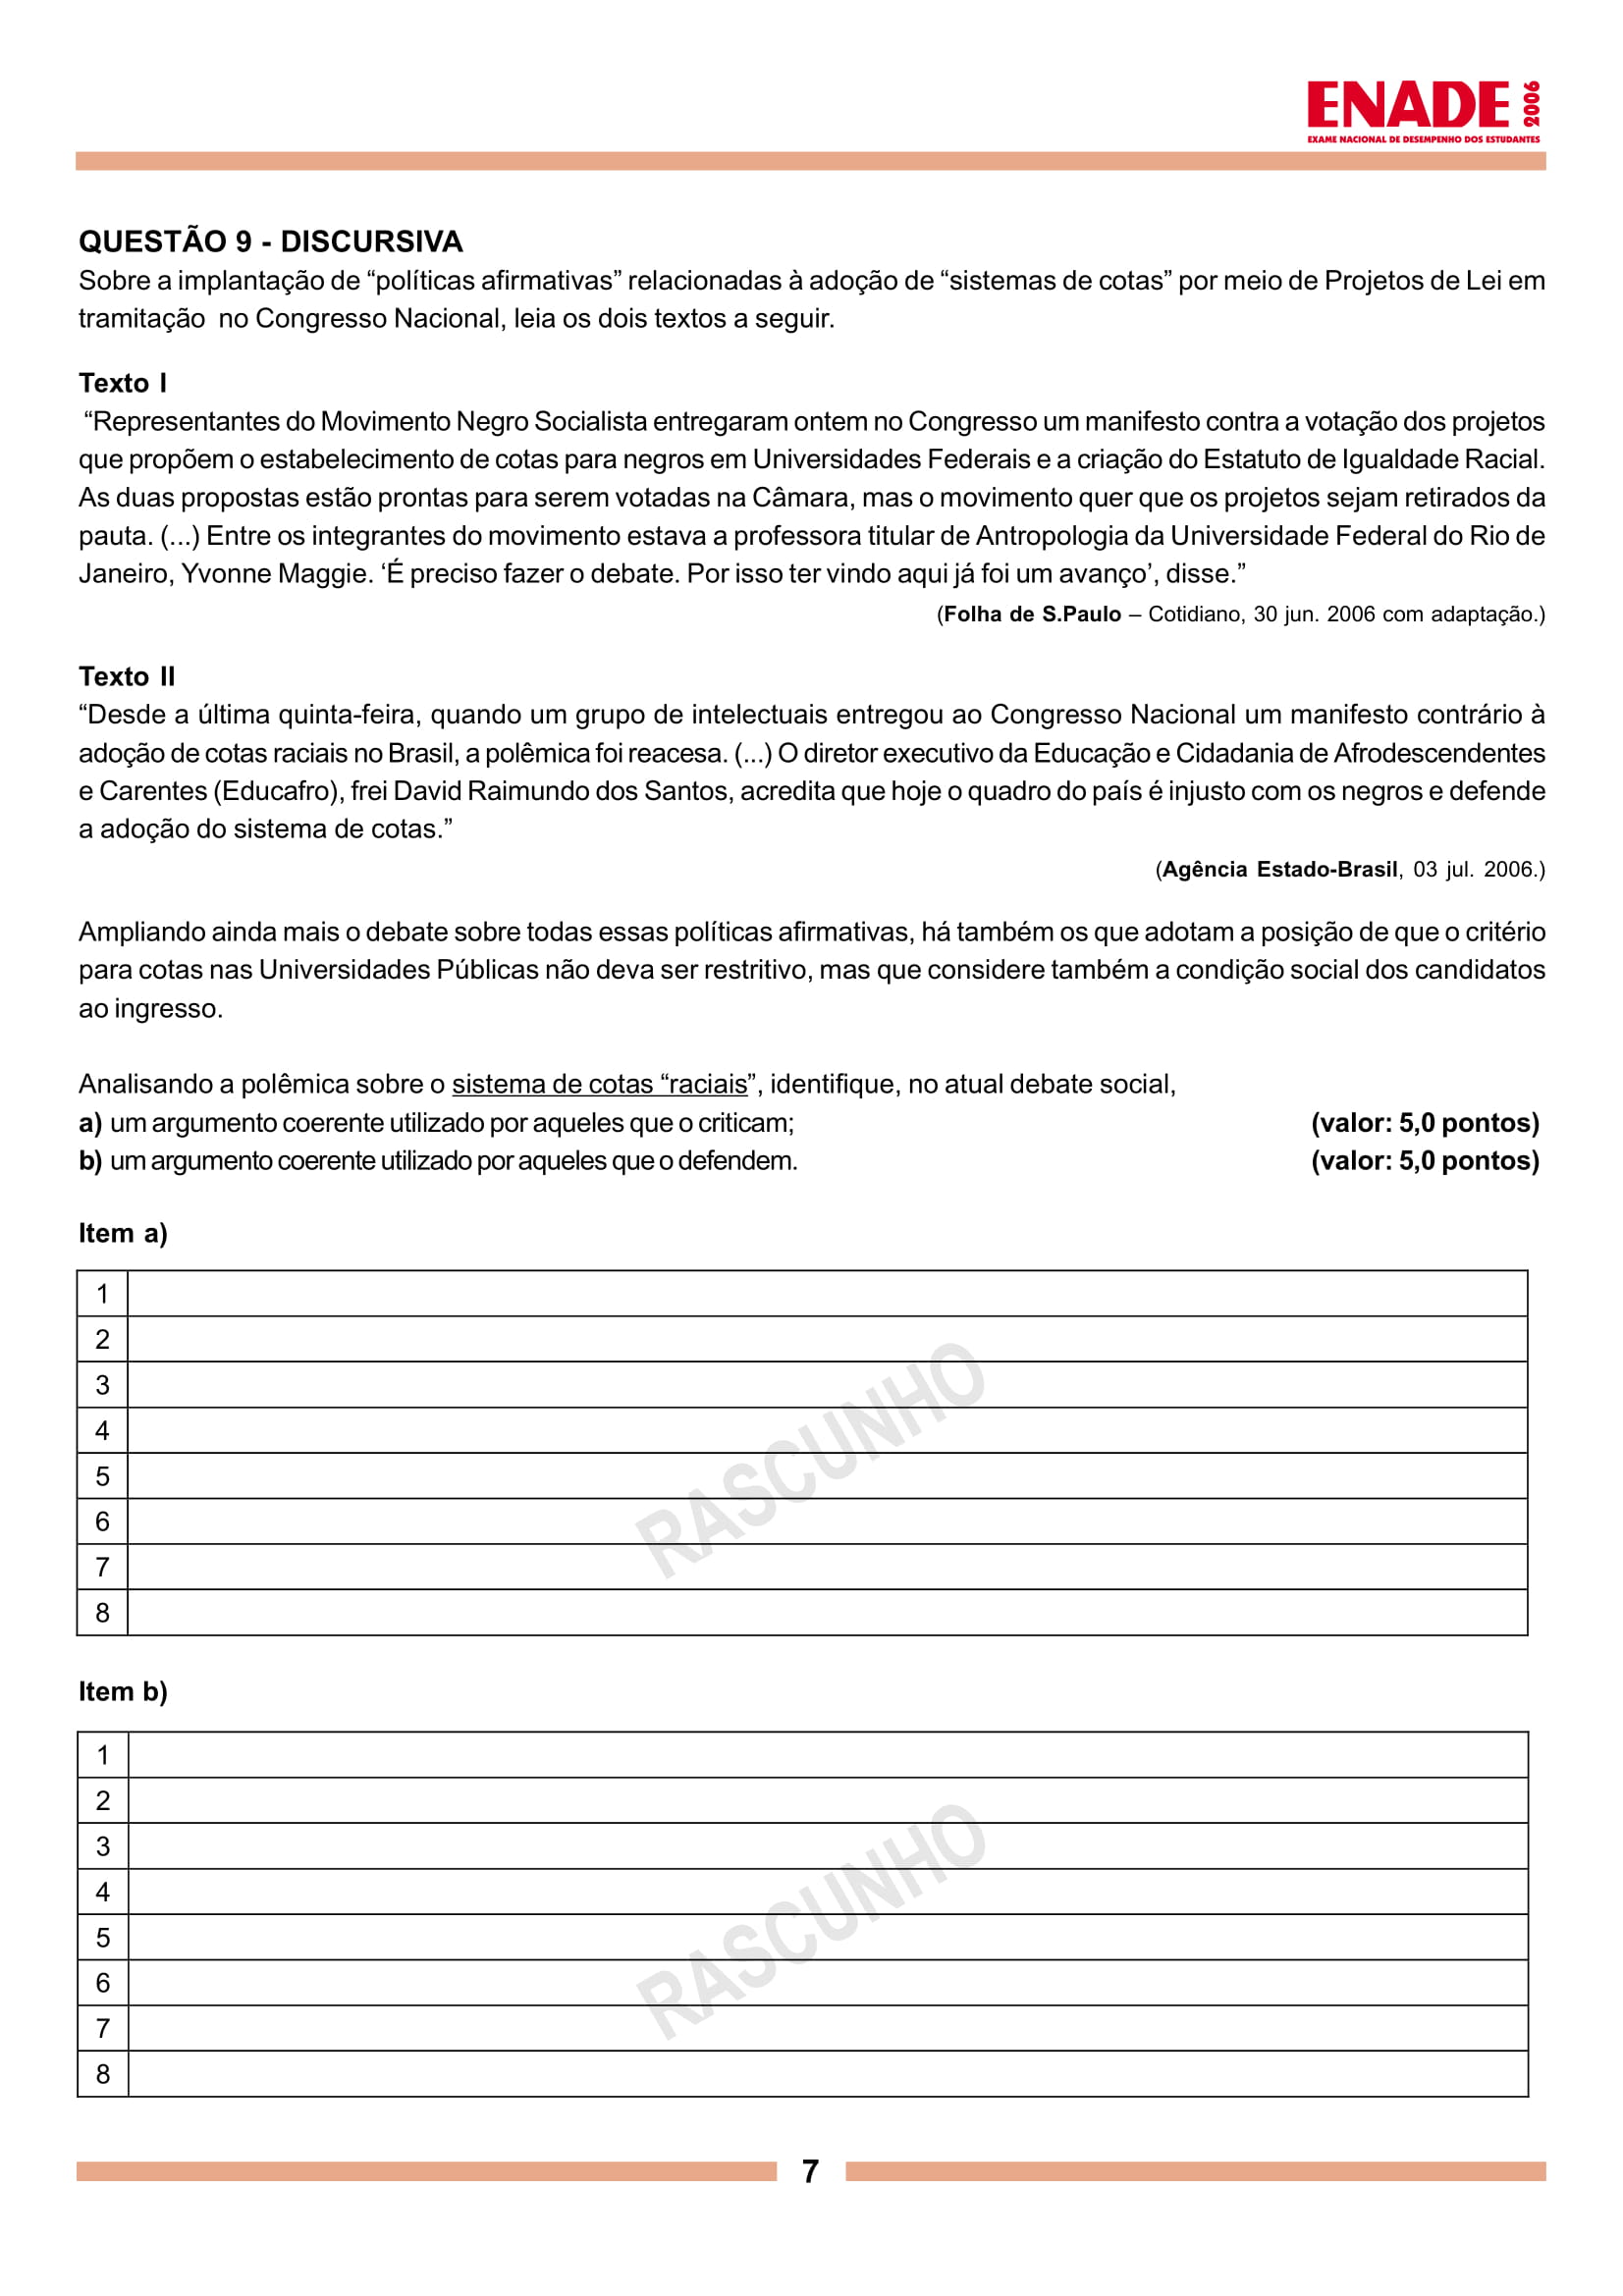 ENADE 2006
EXAME NACIONAL DE DESEMPENHO DOS ESTUDANTES
QUESTÃO 9 - DISCURSIVA
Sobre a implantação de “políticas afirmativas” relacionadas à adoção de “sistemas de cotas” por meio de Projetos de Lei em
tramitação no Congresso Nacional, leia os dois textos a seguir.
Texto I
“Representantes do Movimento Negro Socialista entregaram ontem no Congresso um manifesto contra a votação dos projetos
que propõem o estabelecimento de cotas para negros em Universidades Federais e a criação do Estatuto de Igualdade Racial.
As duas propostas estão prontas para serem votadas na Câmara, mas o movimento quer que os projetos sejam retirados da
pauta. (...) Entre os integrantes do movimento estava a professora titular de Antropologia da Universidade Federal do Rio de
Janeiro, Yvonne Maggie. ‘É preciso fazer o debate. Por isso ter vindo aqui já foi um avanço’, disse.”
(Folha de S.Paulo – Cotidiano, 30 jun. 2006 com adaptação.)
Texto II
“Desde a última quinta-feira, quando um grupo de intelectuais entregou ao Congresso Nacional um manifesto contrário à
adoção de cotas raciais no Brasil, a polêmica foi reacesa. (...) O diretor executivo da Educação e Cidadania de Afrodescendentes
e Carentes (Educafro), frei David Raimundo dos Santos, acredita que hoje o quadro do país é injusto com os negros e defende
a adoção do sistema de cotas.”
(Agência Estado-Brasil, 03 jul. 2006.)
Ampliando ainda mais o debate sobre todas essas políticas afirmativas, há também os que adotam a posição de que o critério
para cotas nas Universidades Públicas não deva ser restritivo, mas que considere também a condição social dos candidatos
ao ingresso.
Analisando a polêmica sobre o sistema de cotas “raciais”, identifique, no atual debate social,
a) um argumento coerente utilizado por aqueles que o criticam; (valor: 5,0 pontos)
b) um argumento coerente utilizado por aqueles que o defendem. (valor: 5,0 pontos)
Item a)
1
2
3
4
5
6
7
8
RASCUNHO
Item b)
1
2
3
4
5
6
7
8
RASCUNHO
7